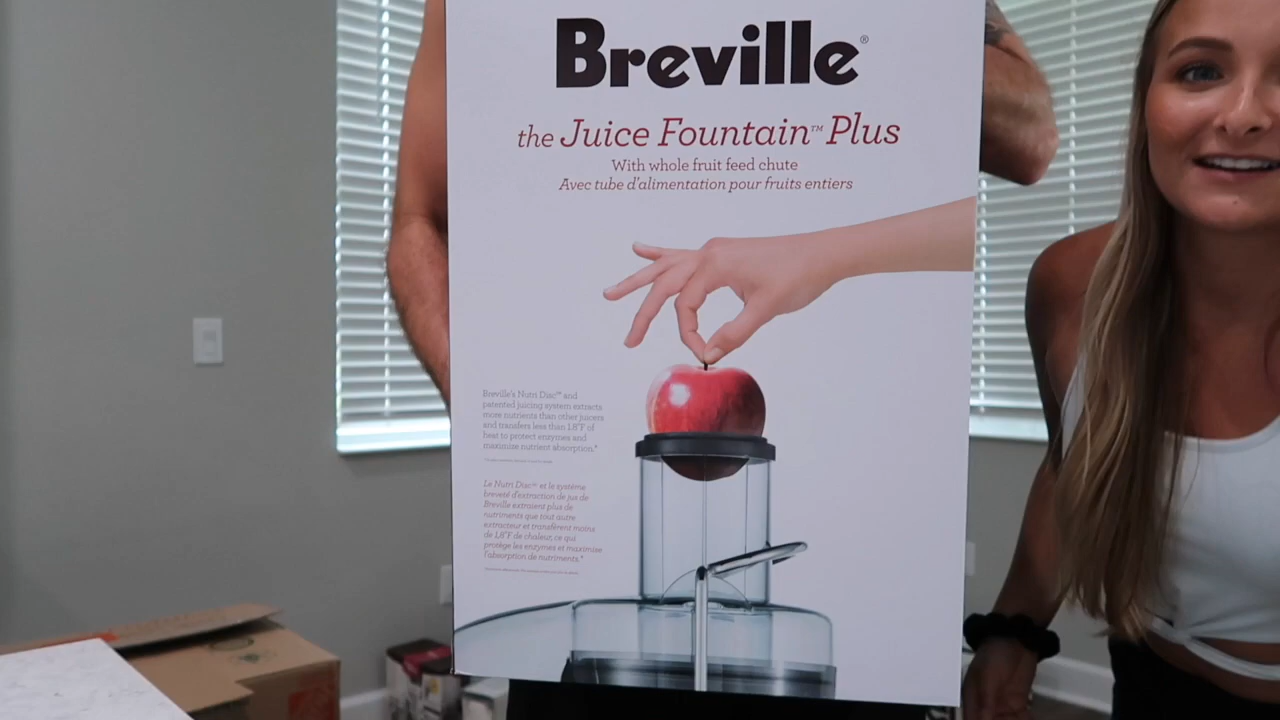 Breville®
the Juice Fountain™ Plus
With whole fruit feed chute
Avec tube d'alimentation pour fruits entiers
Breville's Nutri Disc™ and
patented juicing system extracts
more nutrients than other juicers
and transfers less than 1.8°F of
heat to protect enzymes and
maximize nutrient absorption.*
Le Nutri Disc™ et le système
breveté d'extraction de jus de
Breville extraient plus de
nutriments que tout autre
extracteur et transfèrent moins
de 1,8°F de chaleur, ce qui
protège les enzymes et maximise
l'absorption de nutriments.*